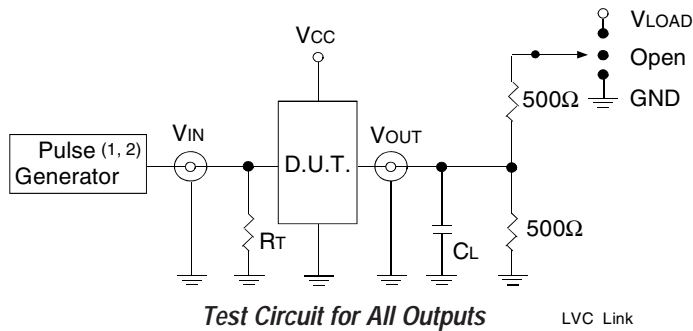 VLOAD
VCC
Open
500Ω
GND
VIN
VOUT
Pulse (1, 2)
Generator
D.U.T.
500Ω
RT
CL
Test Circuit for All Outputs
LVC Link